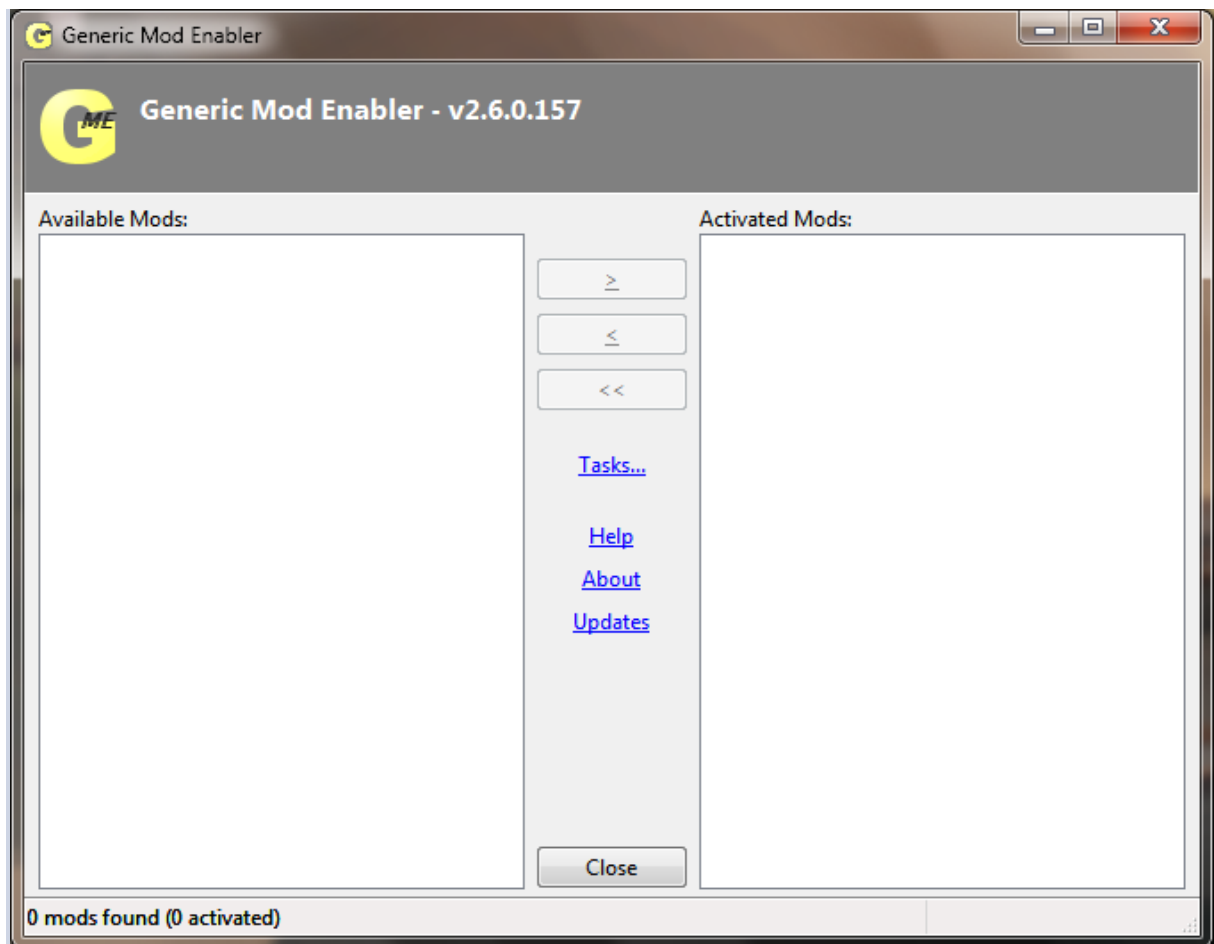 Generic Mod Enabler
GME
Generic Mod Enabler - v2.6.0.157
Available Mods:
Activated Mods:
>
<
<<
Tasks...
Help
About
Updates
Close
0 mods found (0 activated)